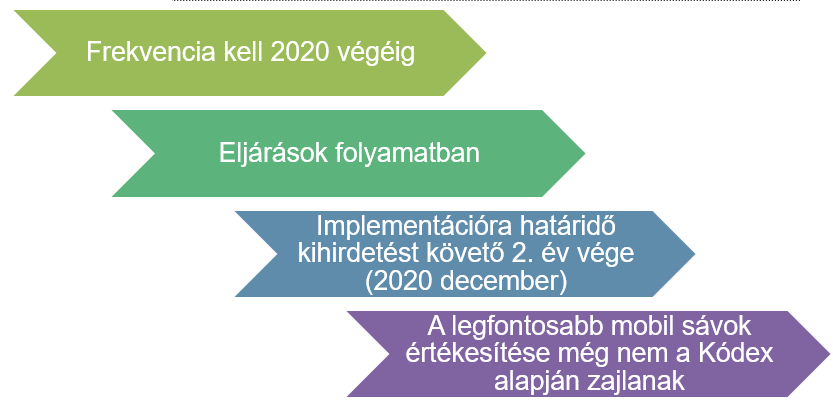 Frekvencia kell 2020 végéig
Eljárások folyamatban
Implementációra határidő
kihirdetést követő 2. év vége
(2020 december)
A legfontosabb mobil sávok
értékesítése még nem a Kódex
alapján zajlanak